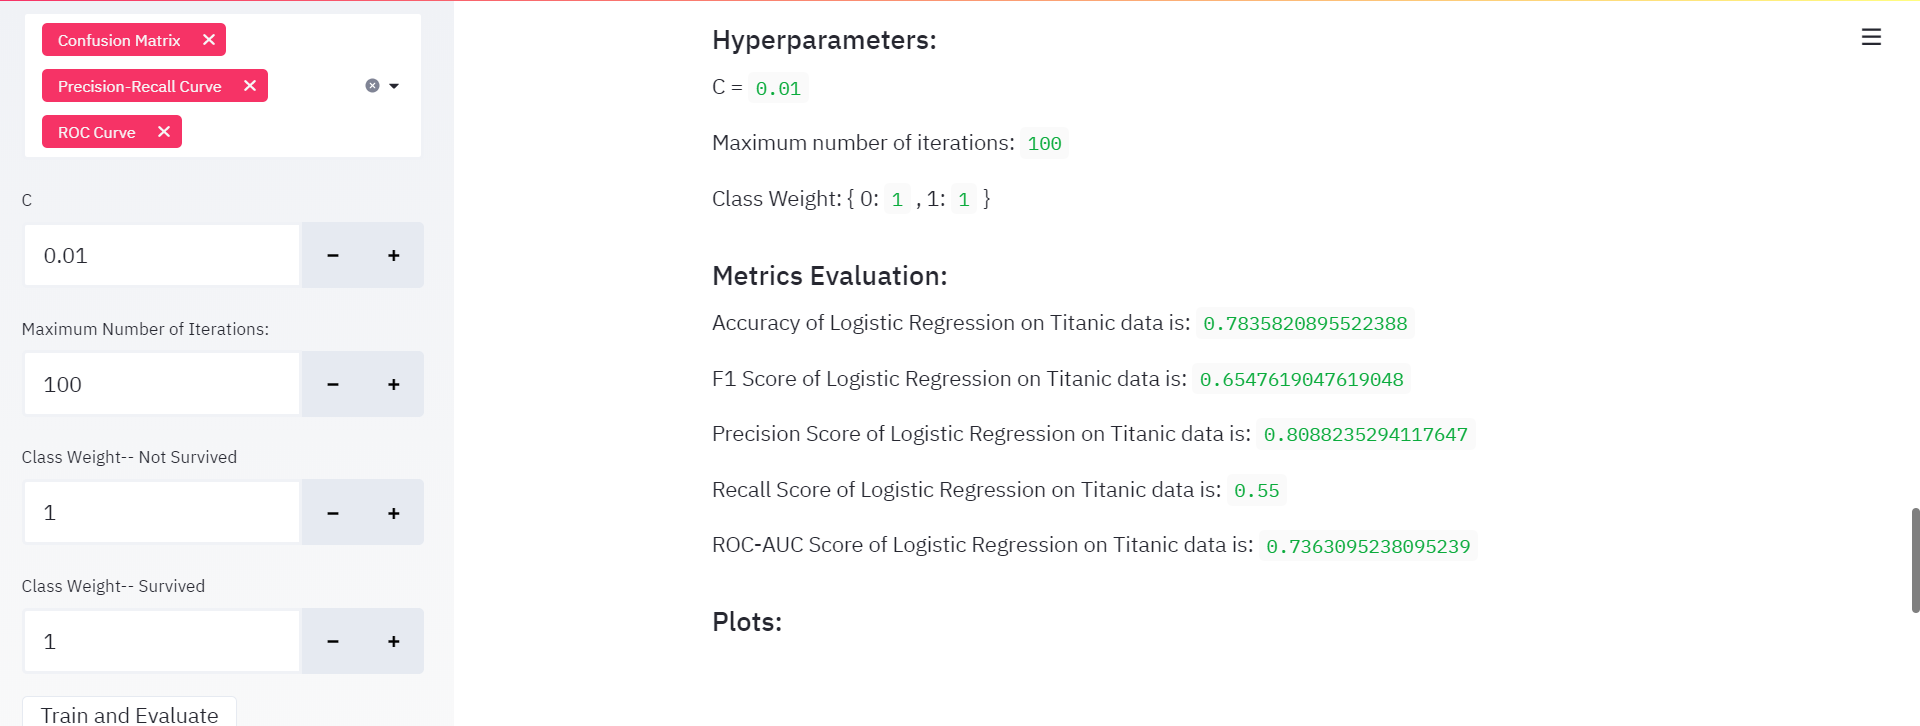 Confusion Matrix
Precision-Recall Curve
ROC Curve
C
0.01
Maximum Number of Iterations:
100
Class Weight-- Not Survived
1
Class Weight-- Survived
1
Train and Evaluate
Hyperparameters:
C = 0.01
Maximum number of iterations: 100
Class Weight: { 0: 1 , 1: 1 }
Metrics Evaluation:
Accuracy of Logistic Regression on Titanic data is: 0.7835820895522388
F1 Score of Logistic Regression on Titanic data is: 0.6547619047619048
Precision Score of Logistic Regression on Titanic data is: 0.8088235294117647
Recall Score of Logistic Regression on Titanic data is: 0.55
ROC-AUC Score of Logistic Regression on Titanic data is: 0.7363095238095239
Plots: